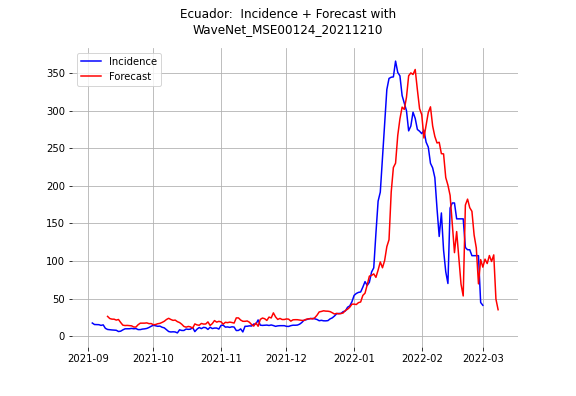 Ecuador: Incidence + Forecast with
WaveNet_MSE00124_20211210
Incidence
Forecast
350
300
250
200
150
100
50
0
2021-09 2021-10 2021-11 2021-12 2022-01 2022-02 2022-03